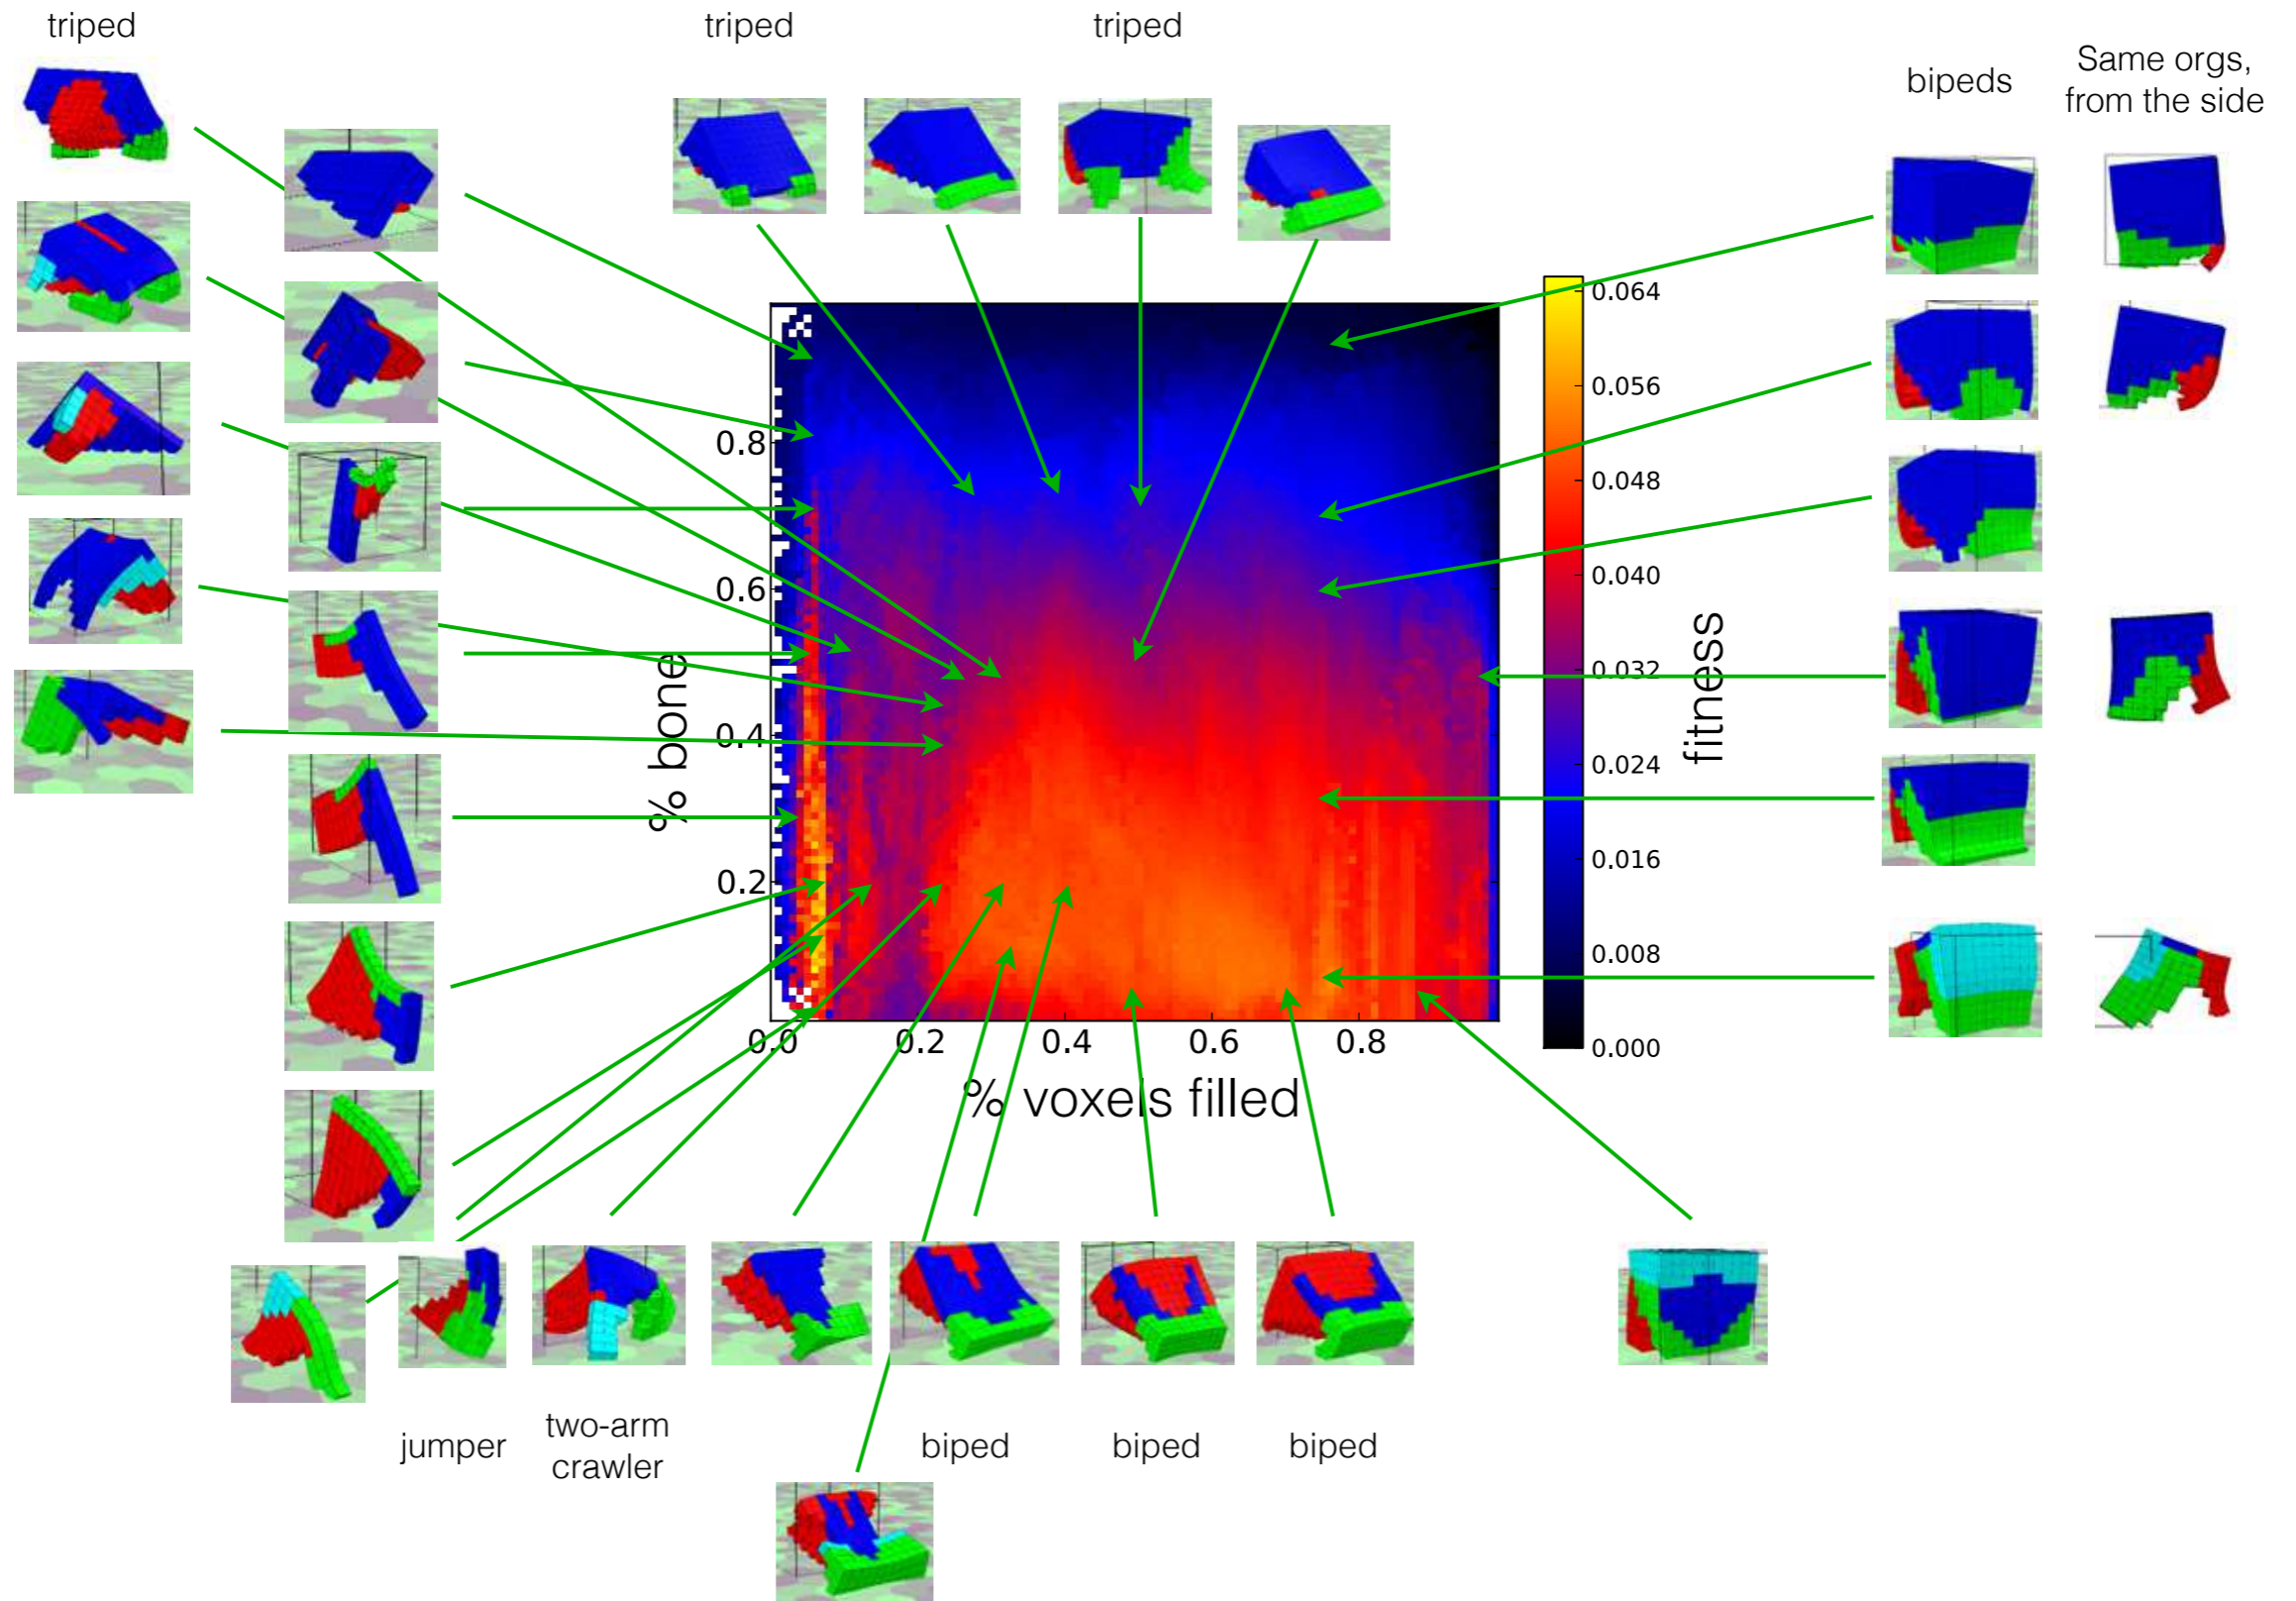 triped
triped
triped
bipeds
Same orgs,
from the side
0.064
0.056
0.048
0.040
0.032
0.024
0.016
0.008
0.000
fitness
% bone
0.8
0.6
0.4
0.2
0.0
0.2
0.4
0.6
0.8
% voxels filled
jumper
two-arm
crawler
biped
biped
biped